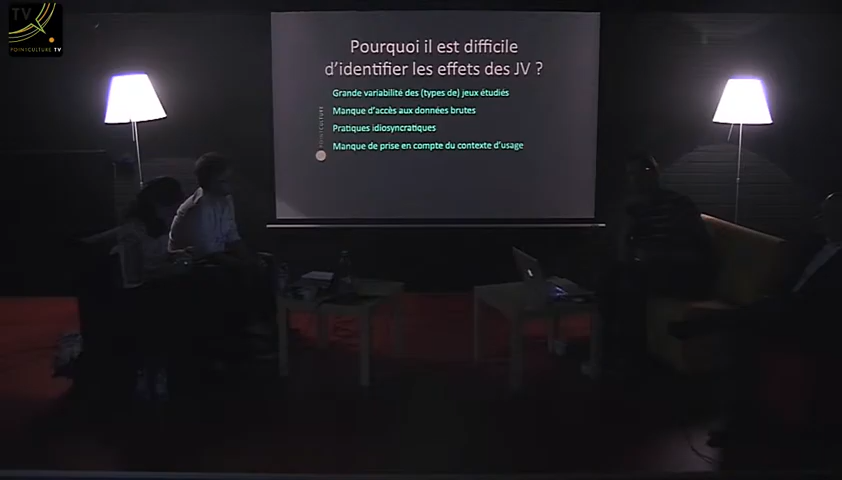 TV
POINTCULTURE TV
Pourquoi il est difficile
d'identifier les effets des JV ?
Grande variabilité des (types de) jeux étudiés
Manque d'accès aux données brutes
Pratiques idiosyncratiques
Manque de prise en compte du contexte d'usage
POINTCULTURE